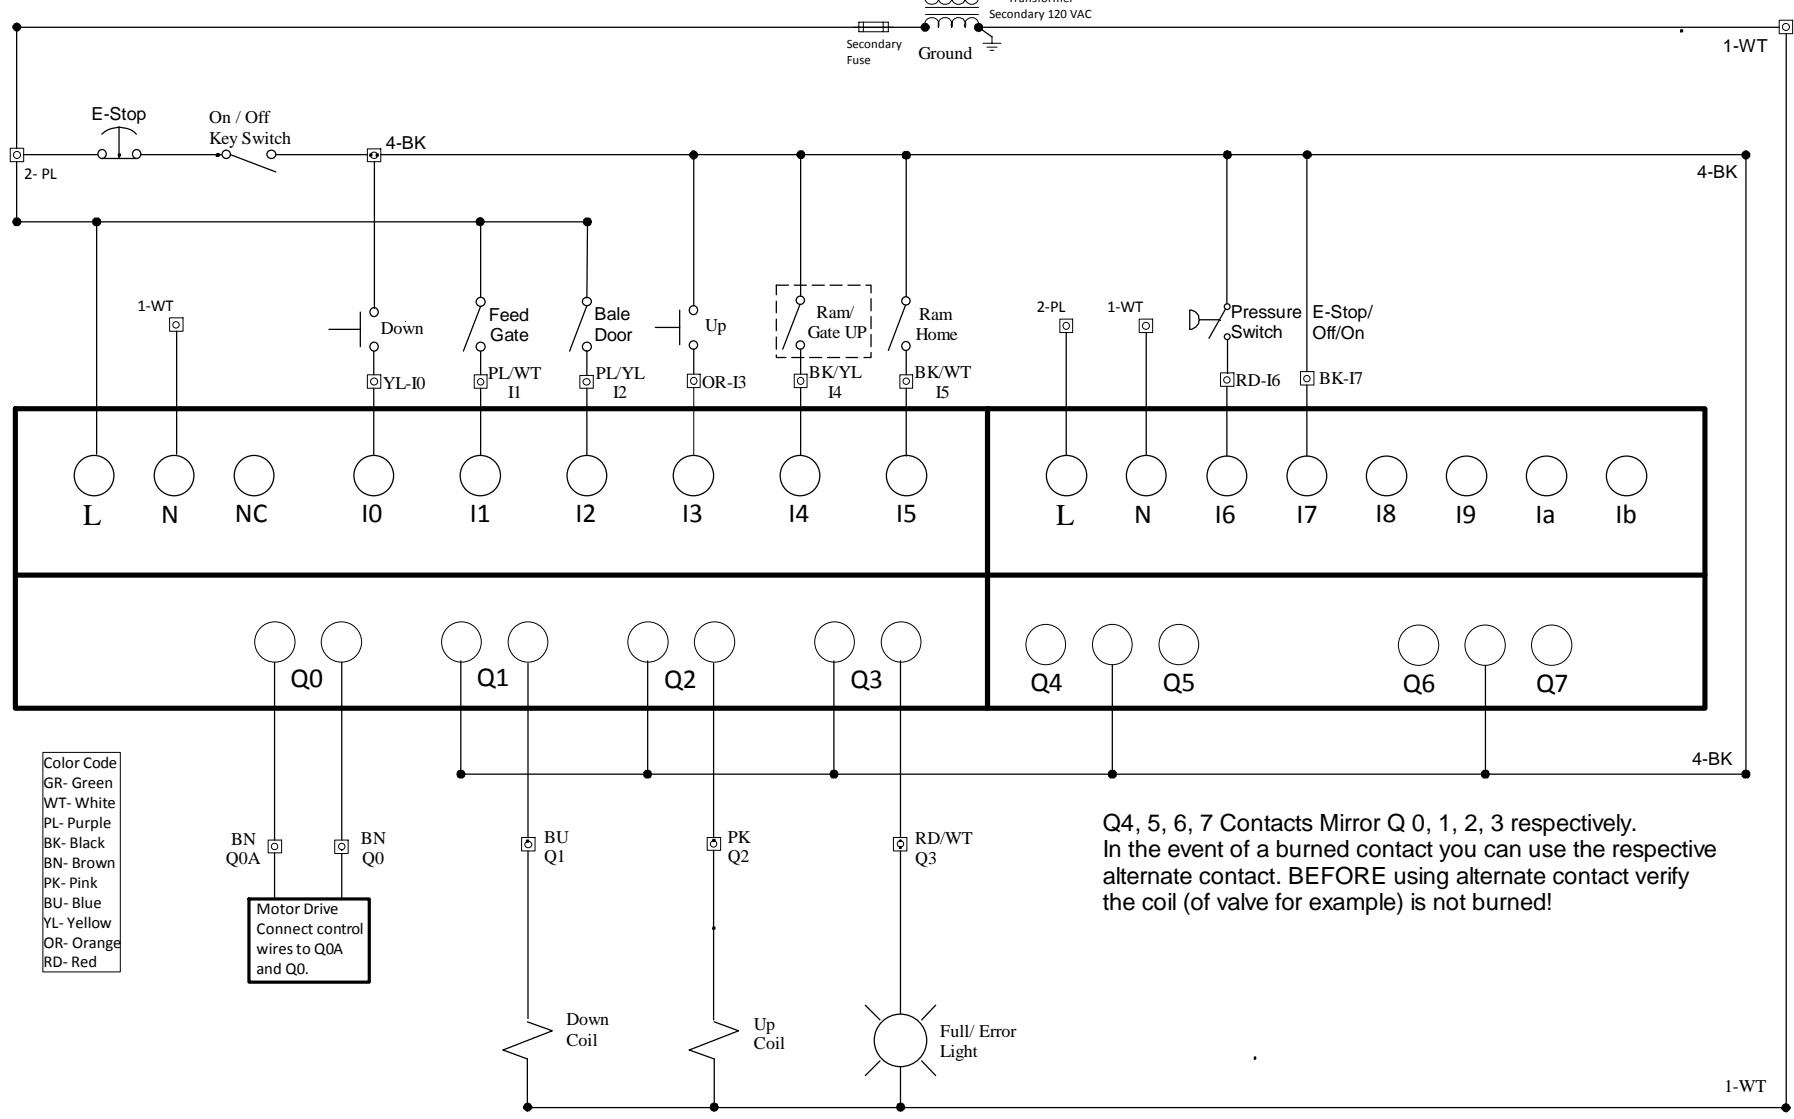 Transformer
Secondary 120 VAC
Secondary
Fuse
Ground
1-WT
E-Stop
On / Off
Key Switch
4-BK
2- PL
4-BK
1-WT
Down
Feed
Gate
Bale
Door
Up
Ram/
Gate UP
Ram
Home
2-PL
1-WT
Pressure
Switch
E-Stop/
Off/On
YL-I0
PL/WT
I1
PL/YL
I2
OR-I3
BK/YL
I4
BK/WT
I5
RD-I6
BK-I7
L
N
NC
I0
I1
I2
I3
I4
I5
L
N
I6
I7
I8
I9
Ia
Ib
Q0
Q1
Q2
Q3
Q4
Q5
Q6
Q7
4-BK
Color Code
GR- Green
WT- White
PL- Purple
BK- Black
BN- Brown
PK- Pink
BU- Blue
YL- Yellow
OR- Orange
RD- Red
BN
Q0A
BN
Q0
BU
Q1
PK
Q2
RD/WT
Q3
Motor Drive
Connect control
wires to Q0A
and Q0.
Q4, 5, 6, 7 Contacts Mirror Q 0, 1, 2, 3 respectively.
In the event of a burned contact you can use the respective
alternate contact. BEFORE using alternate contact verify
the coil (of valve for example) is not burned!
Down
Coil
Up
Coil
Full/ Error
Light
1-WT